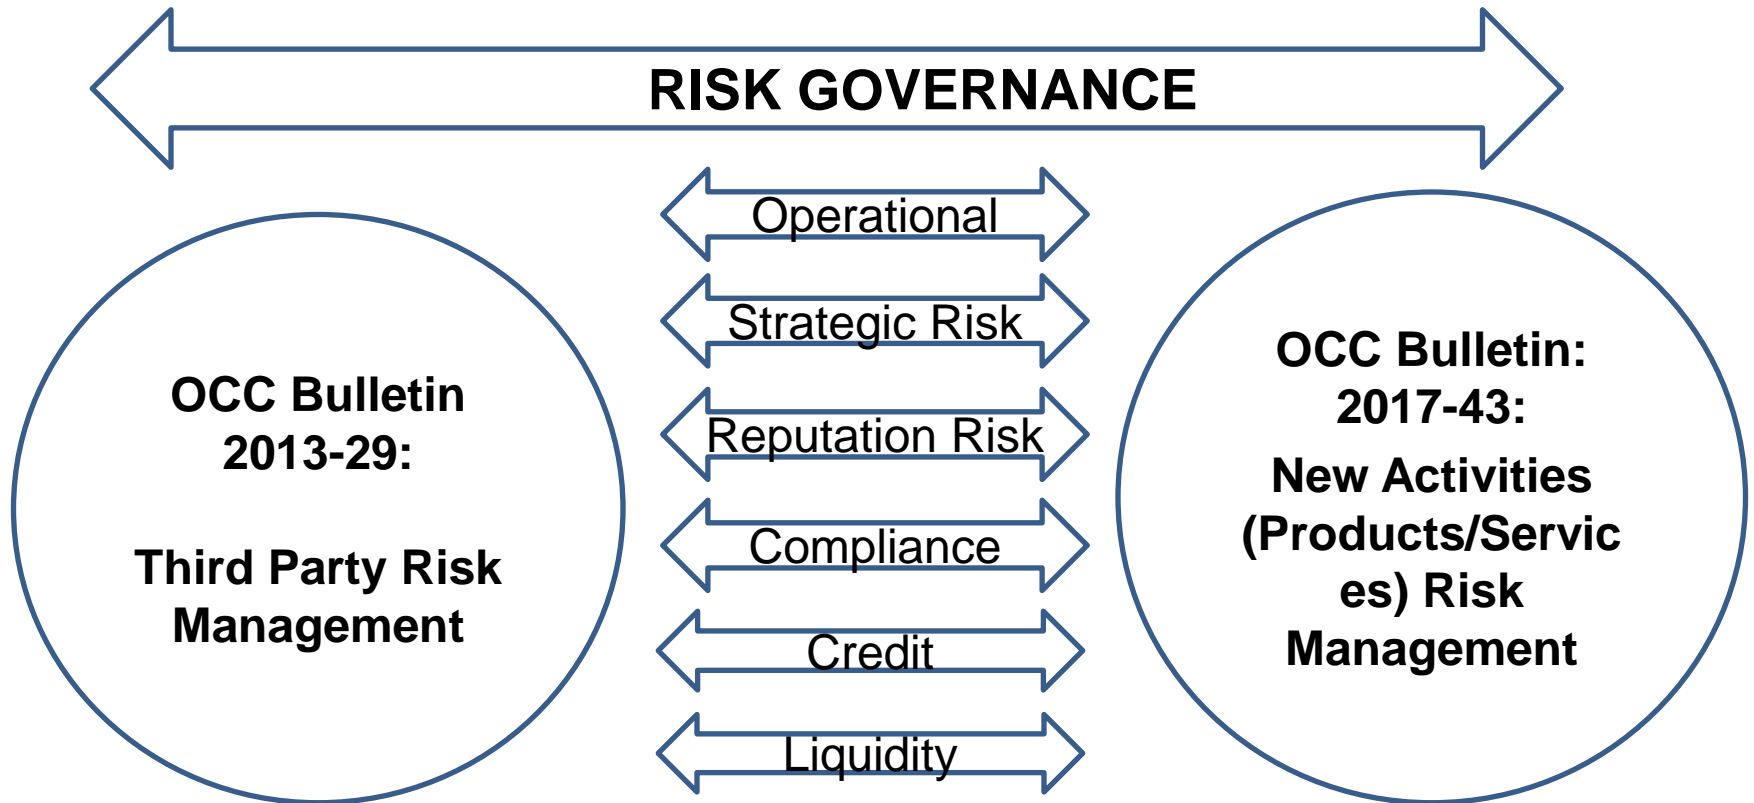 RISK GOVERNANCE
Operational
Strategic Risk
Reputation Risk
Compliance
Credit
Liquidity
OCC Bulletin
2013-29:
Third Party Risk
Management
OCC Bulletin:
2017-43:
New Activities
(Products/Servic
es) Risk
Management